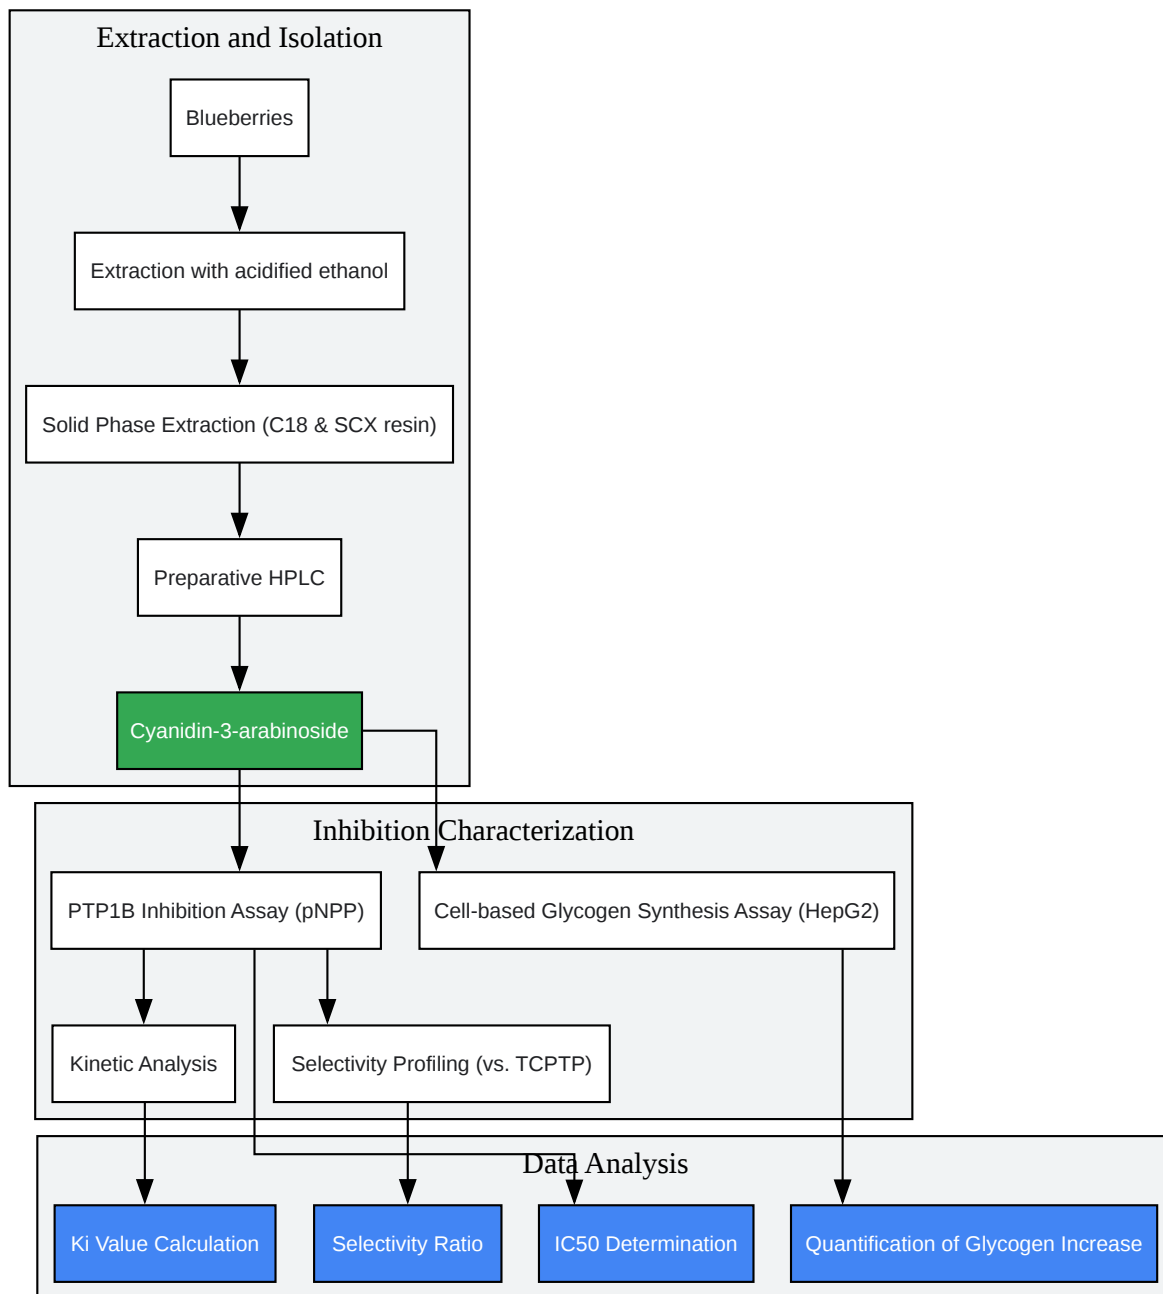 Extraction and Isolation
Blueberries
Extraction with acidified ethanol
Solid Phase Extraction (C18 & SCX resin)
Preparative HPLC
Cyanidin-3-arabinoside
Inhibition Characterization
PTP1B Inhibition Assay (pNPP)
Cell-based Glycogen Synthesis Assay (HepG2)
Kinetic Analysis
Selectivity Profiling (vs. TCPTP)
Data Analysis
Ki Value Calculation
Selectivity Ratio
IC50 Determination
Quantification of Glycogen Increase